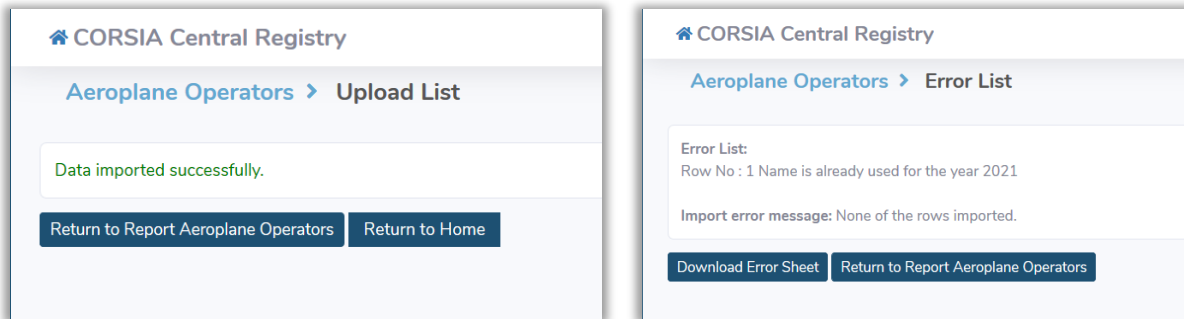 CORSIA Central Registry
Aeroplane Operators > Upload List
Data imported successfully.
Return to Report Aeroplane Operators Return to Home
CORSIA Central Registry
Aeroplane Operators > Error List
Error List:
Row No : 1 Name is already used for the year 2021
Import error message: None of the rows imported.
Download Error Sheet Return to Report Aeroplane Operators